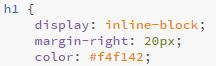 h1 {
display: inline-block;
margin-right: 20px;
color: #f4f142;